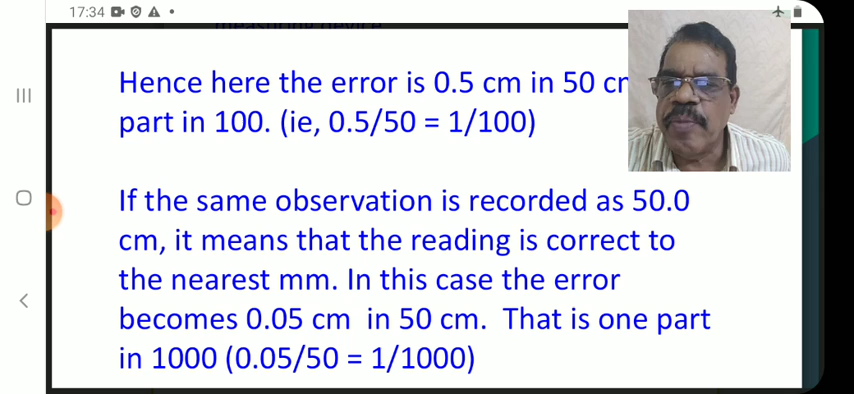 17:34
measuring device
Hence here the error is 0.5 cm in 50
part in 100. (ie, 0.5/50 = 1/100)
If the same observation is recorded as 50.0
cm, it means that the reading is correct to
the nearest mm. In this case the error
becomes 0.05 cm  in 50 cm.  That is one part
in 1000 (0.05/50 = 1/1000)